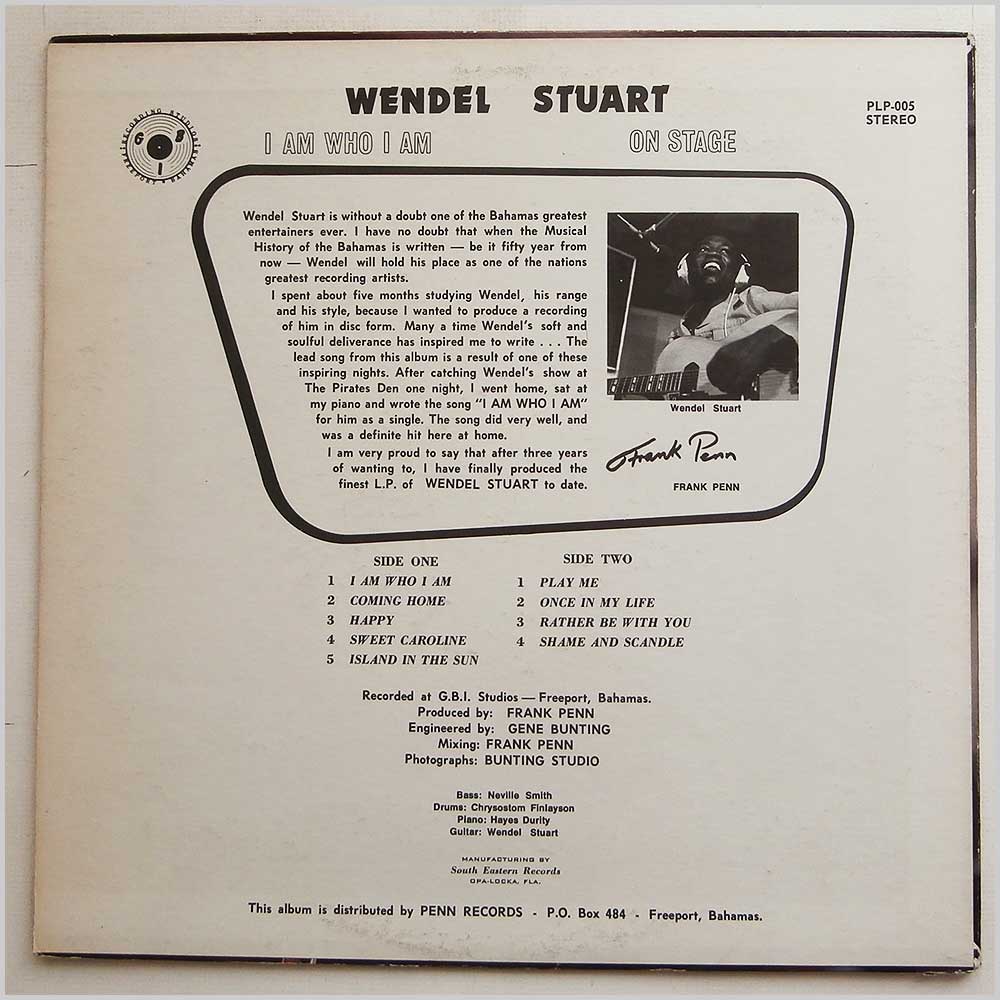 WENDEL STUART
I AM WHO I AM ON STAGE
PLP-005
STEREO
RECORDING STUDIOS
GBI
FREEPORT, BAHAMAS
Wendel Stuart is without a doubt one of the Bahamas greatest
entertainers ever. I have no doubt that when the Musical
History of the Bahamas is written — be it fifty year from
now — Wendel will hold his place as one of the nations
greatest recording artists.
I spent about five months studying Wendel, his range
and his style, because I wanted to produce a recording
of him in disc form. Many a time Wendel's soft and
soulful deliverance has inspired me to write . . . The
lead song from this album is a result of one of these
inspiring nights. After catching Wendel's show at
The Pirates Den one night, I went home, sat at
my piano and wrote the song "I AM WHO I AM"
for him as a single. The song did very well, and
was a definite hit here at home.
I am very proud to say that after three years
of wanting to, I have finally produced the
finest L.P. of WENDEL STUART to date.
Wendel Stuart
Frank Penn
FRANK PENN
SIDE ONE
1 I AM WHO I AM
2 COMING HOME
3 HAPPY
4 SWEET CAROLINE
5 ISLAND IN THE SUN
SIDE TWO
1 PLAY ME
2 ONCE IN MY LIFE
3 RATHER BE WITH YOU
4 SHAME AND SCANDLE
Recorded at G.B.I. Studios — Freeport, Bahamas.
Produced by: FRANK PENN
Engineered by: GENE BUNTING
Mixing: FRANK PENN
Photographs: BUNTING STUDIO
Bass: Neville Smith
Drums: Chrysostom Finlayson
Piano: Hayes Durity
Guitar: Wendel Stuart
MANUFACTURING BY
South Eastern Records
OPA-LOCKA, FLA.
This album is distributed by PENN RECORDS - P.O. Box 484 - Freeport, Bahamas.